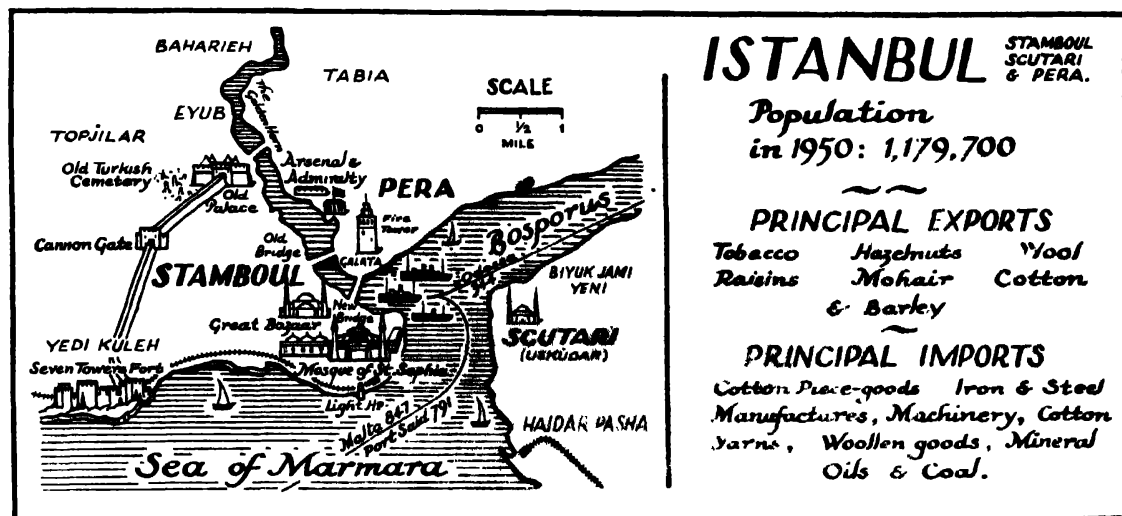 BAHARIEH
TABIA
EYUB
The Golden Horn
TOPJILAR
Old Turkish
Cemetery
Old
Palace
Arsenal &
Admiralty
PERA
Fire
Tower
GALATA
Cannon Gate
Old
Bridge
STAMBOUL
New
Bridge
Great Bazaar
Mosque of St. Sophia
YEDI KULEH
Seven Towers Fort
Light Ho.
Malta 847
Port Said 791
Sea of Marmara
SCALE
0 ½ 1
MILE
Bosporus
Odessa
BIYUK JAMI
YENI
SCUTARI
(USKUDAR)
HAIDAR PASHA
ISTANBUL
STAMBOUL
SCUTARI
& PERA.
Population
in 1950: 1,179,700
PRINCIPAL EXPORTS
Tobacco Hazelnuts Wool
Raisins Mohair Cotton
& Barley
PRINCIPAL IMPORTS
Cotton Piece-goods Iron & Steel
Manufactures, Machinery, Cotton
Yarns, Woollen goods, Mineral
Oils & Coal.